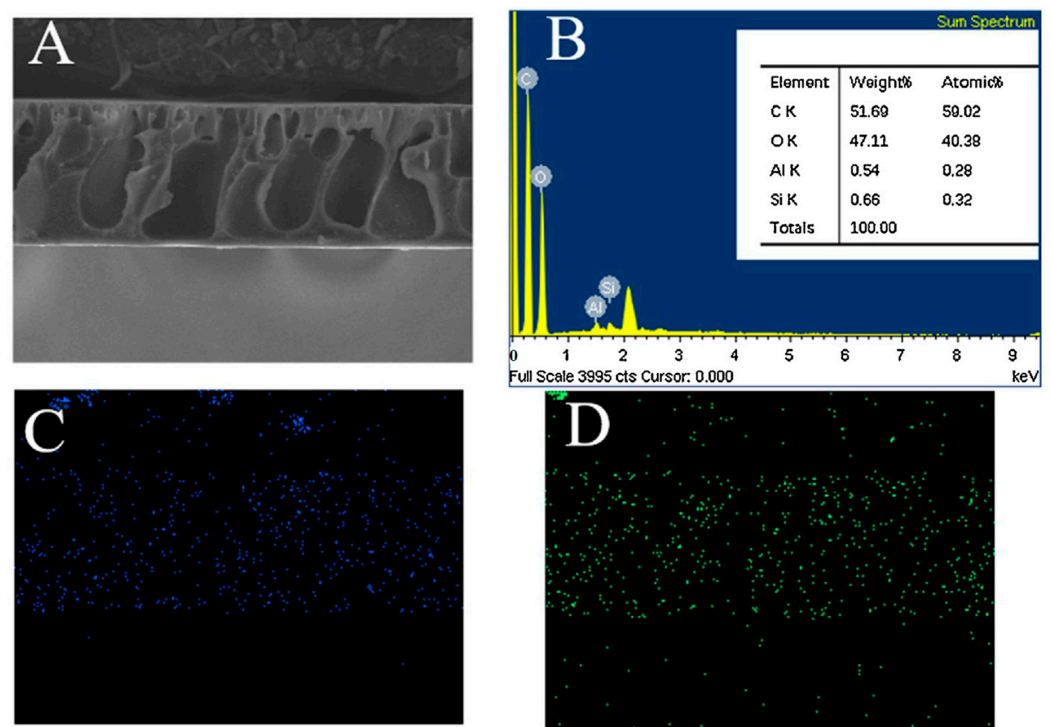 A
B
Sum Spectrum
Element Weight% Atomic%
C K 51.69 59.02
O K 47.11 40.38
Al K 0.54 0.28
Si K 0.66 0.32
Totals 100.00
C
O
Al
Si
0 1 2 3 4 5 6 7 8 9
Full Scale 3995 cts Cursor: 0.000 keV
C
D